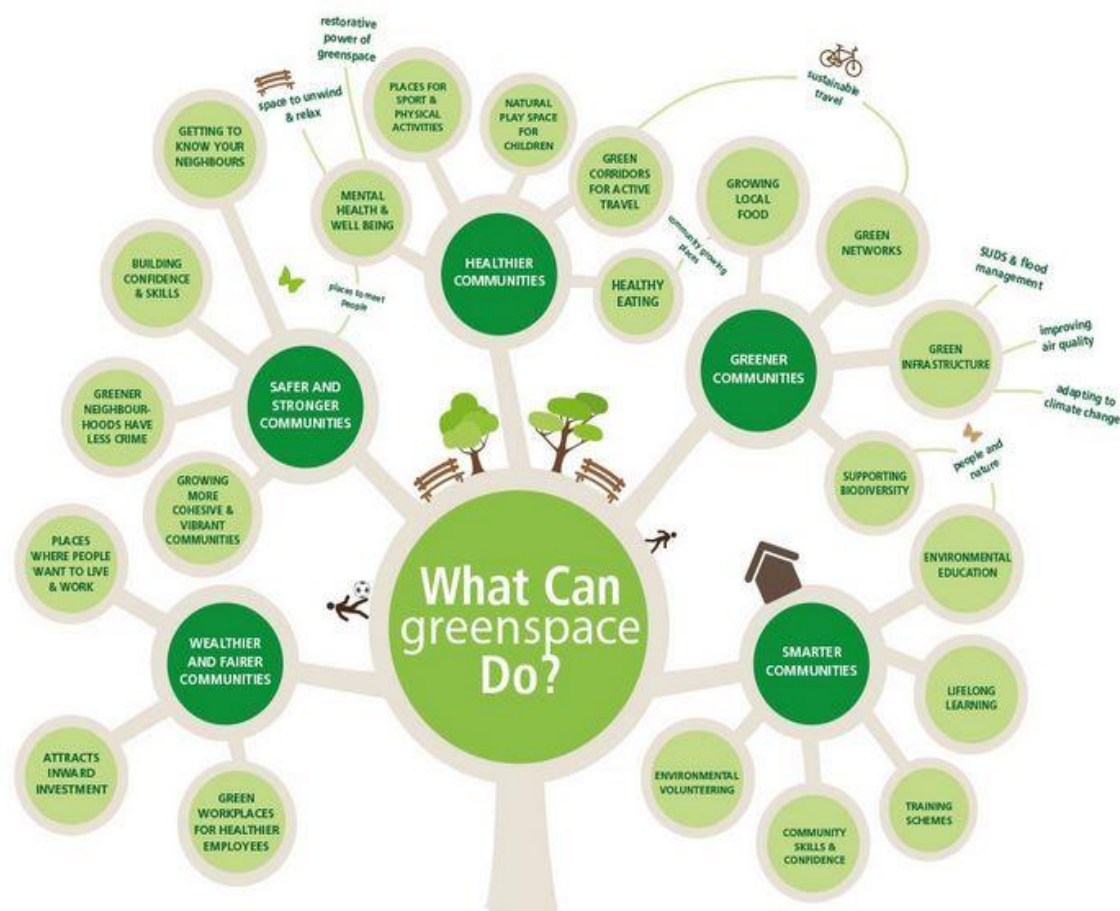 What Can
greenspace
Do?
WEALTHIER
AND FAIRER
COMMUNITIES
PLACES
WHERE PEOPLE
WANT TO LIVE
& WORK
ATTRACTS
INWARD
INVESTMENT
GREEN
WORKPLACES
FOR HEALTHIER
EMPLOYEES
SAFER AND
STRONGER
COMMUNITIES
GETTING TO
KNOW YOUR
NEIGHBOURS
BUILDING
CONFIDENCE
& SKILLS
GREENER
NEIGHBOUR-
HOODS HAVE
LESS CRIME
GROWING
MORE
COHESIVE &
VIBRANT
COMMUNITIES
places to meet
people
HEALTHIER
COMMUNITIES
MENTAL
HEALTH &
WELL BEING
space to unwind
& relax
restorative
power of
greenspace
PLACES FOR
SPORT &
PHYSICAL
ACTIVITIES
NATURAL
PLAY SPACE
FOR
CHILDREN
GREEN
CORRIDORS
FOR ACTIVE
TRAVEL
HEALTHY
EATING
community growing
places
sustainable
travel
GREENER
COMMUNITIES
GROWING
LOCAL
FOOD
GREEN
NETWORKS
GREEN
INFRASTRUCTURE
SUDS & flood
management
improving
air quality
adapting to
climate change
SUPPORTING
BIODIVERSITY
people and
nature
SMARTER
COMMUNITIES
ENVIRONMENTAL
EDUCATION
LIFELONG
LEARNING
TRAINING
SCHEMES
COMMUNITY
SKILLS &
CONFIDENCE
ENVIRONMENTAL
VOLUNTEERING